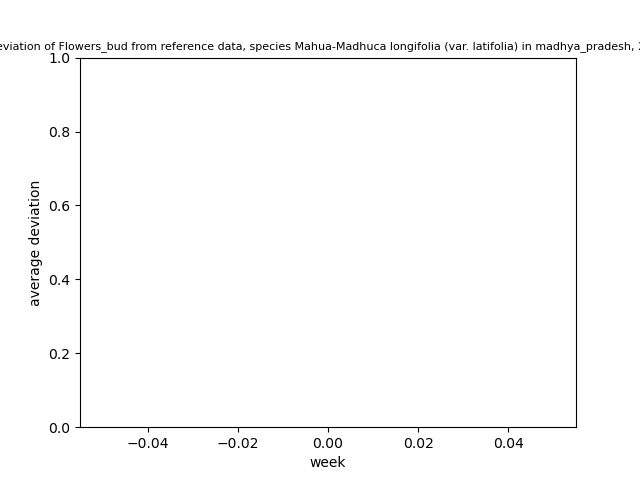 eviation of Flowers_bud from reference data, species Mahua-Madhuca longifolia (var. latifolia) in madhya_pradesh,
1.0
0.8
0.6
0.4
0.2
0.0
average deviation
−0.04 −0.02 0.00 0.02 0.04
week